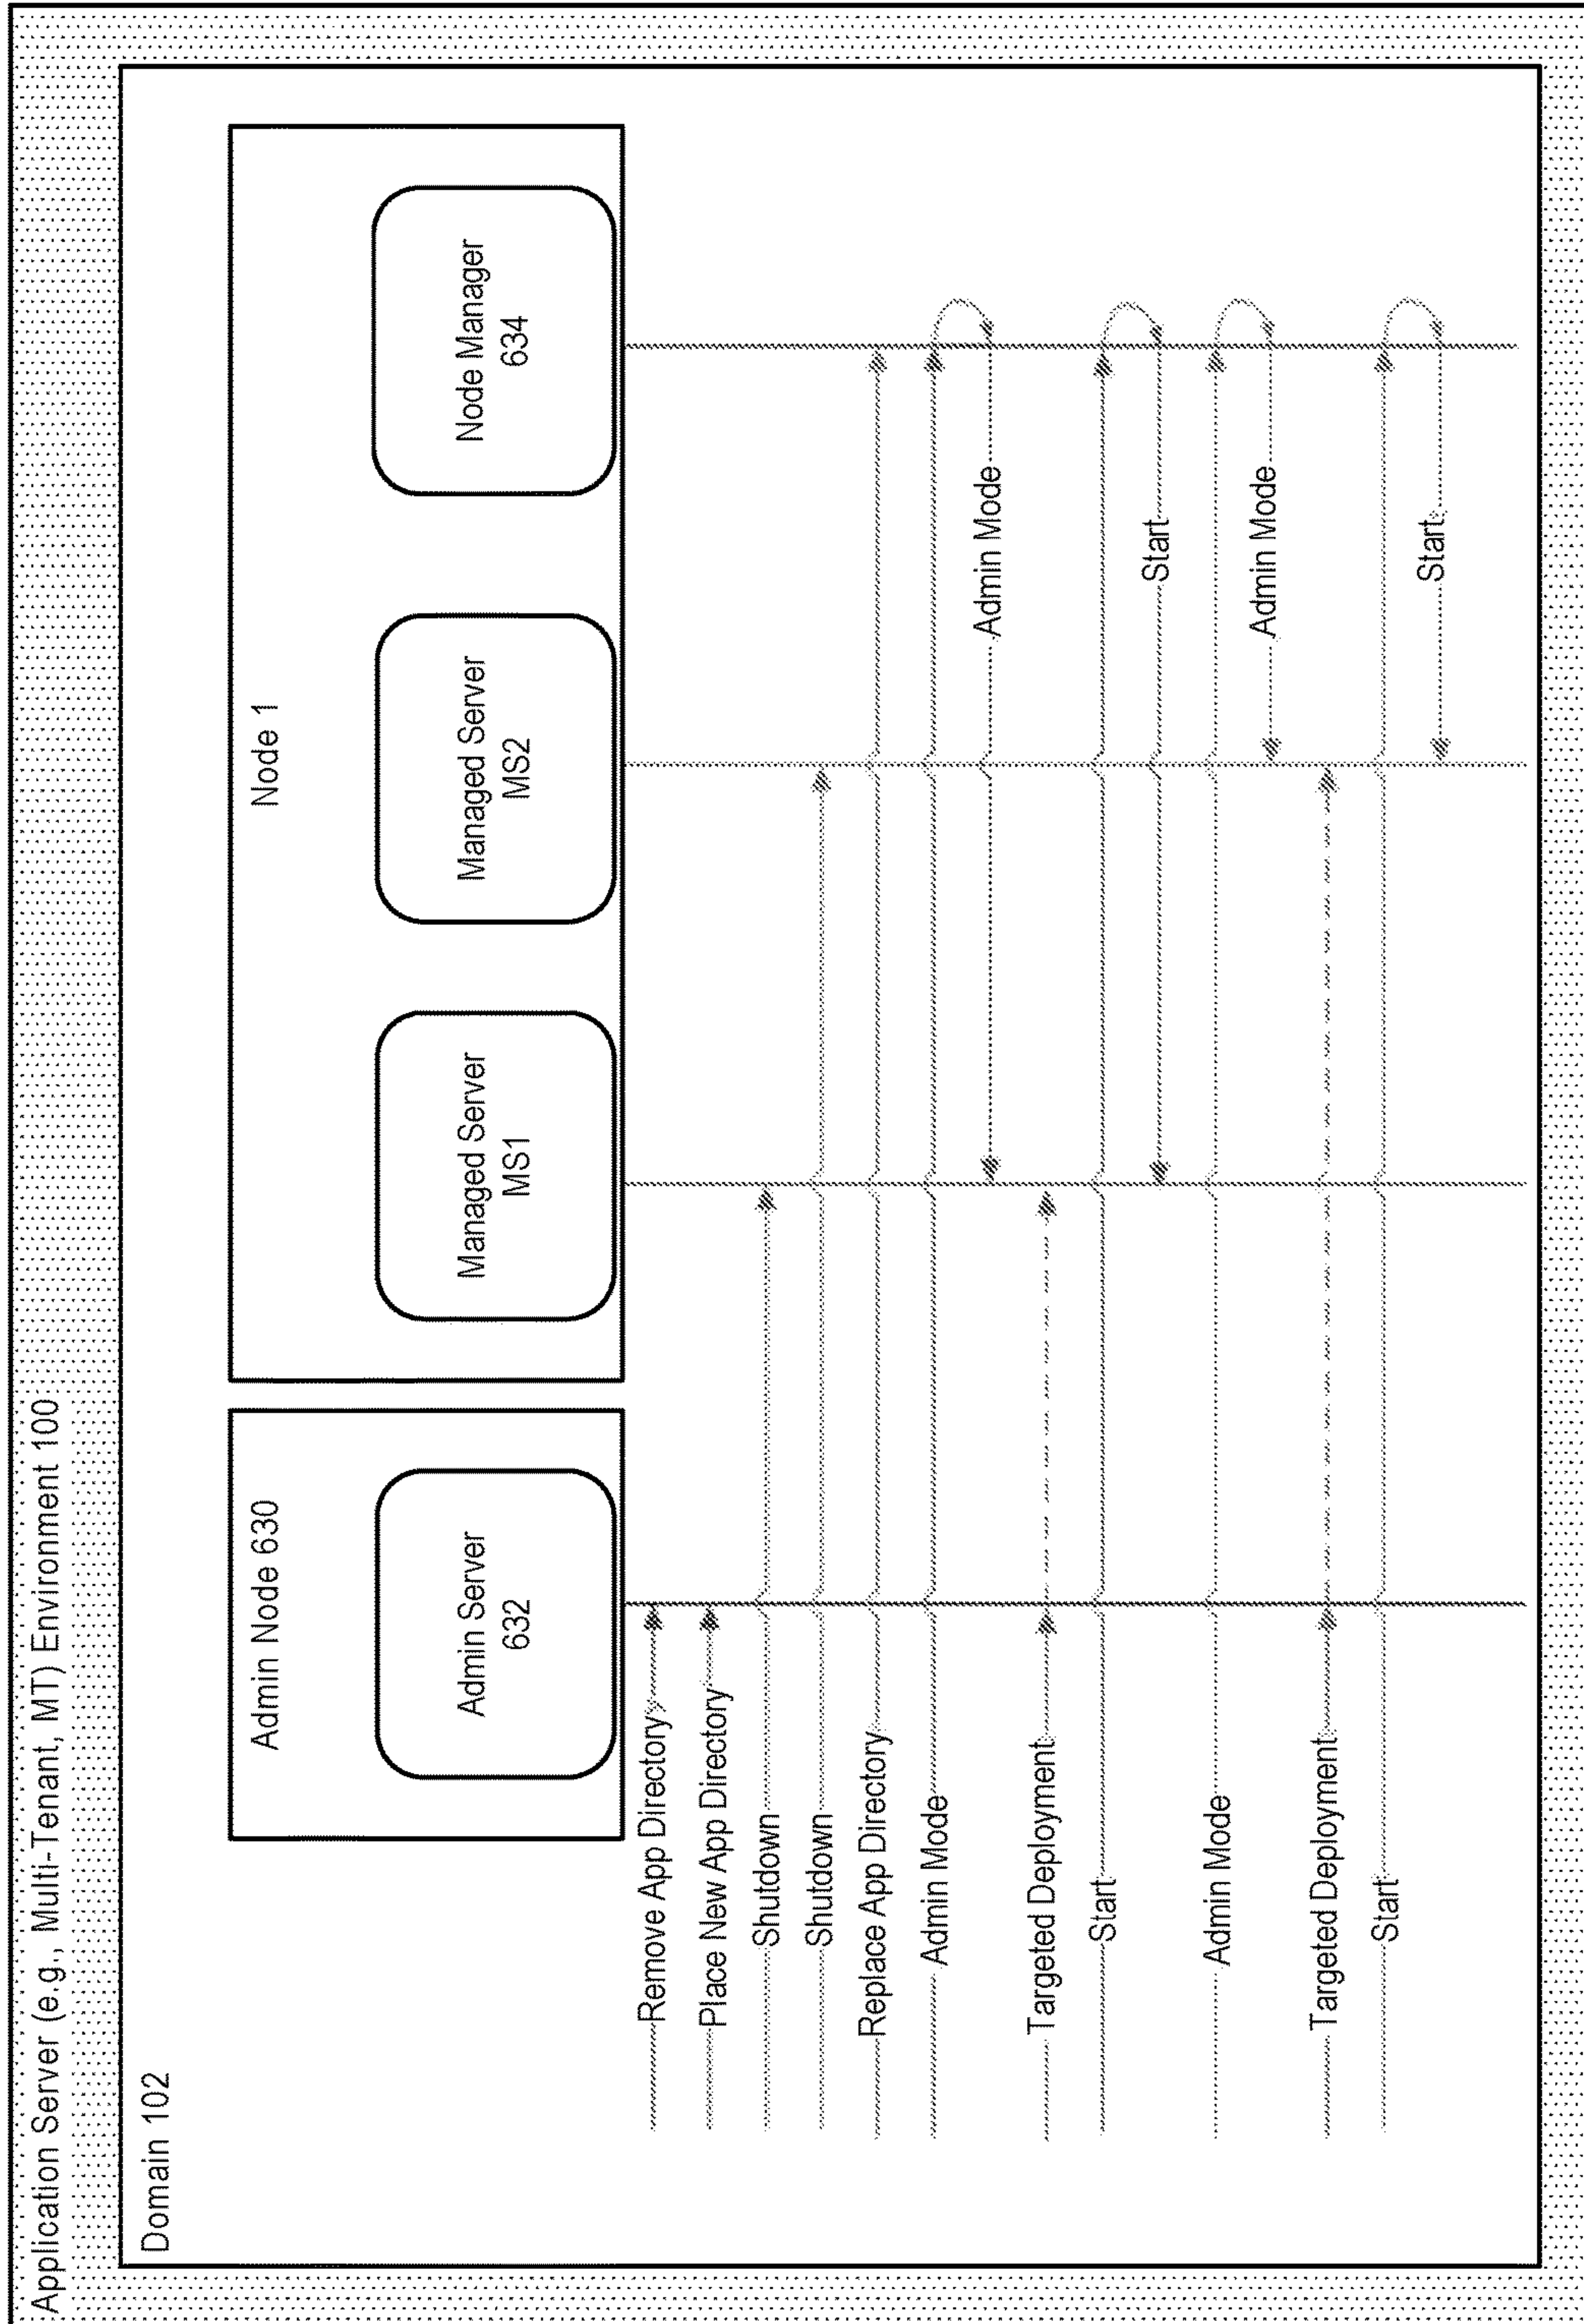 Application Server (e.g., Multi-Tenant, MT) Environment 100
Domain 102
Admin Node 630
Node 1
Admin Server
632
Managed Server
MS1
Managed Server
MS2
Node Manager
634
Remove App Directory
Place New App Directory
Shutdown
Shutdown
Replace App Directory
Admin Mode
Admin Mode
Targeted Deployment
Start
Start
Admin Mode
Admin Mode
Targeted Deployment
Start
Start